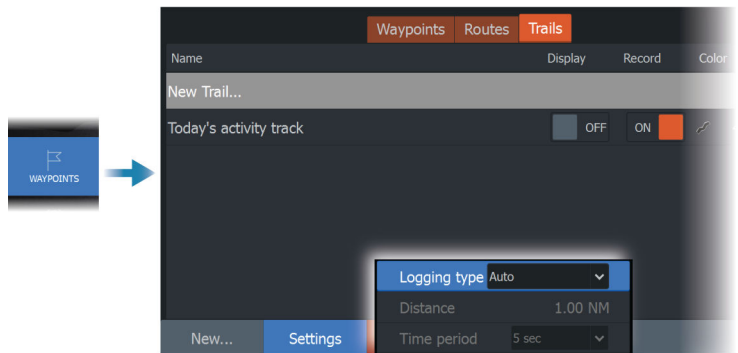 Waypoints Routes Trails
Name Display Record Color
New Trail...
Today's activity track OFF ON
WAYPOINTS
Logging type Auto
Distance 1.00 NM
New... Settings Time period 5 sec